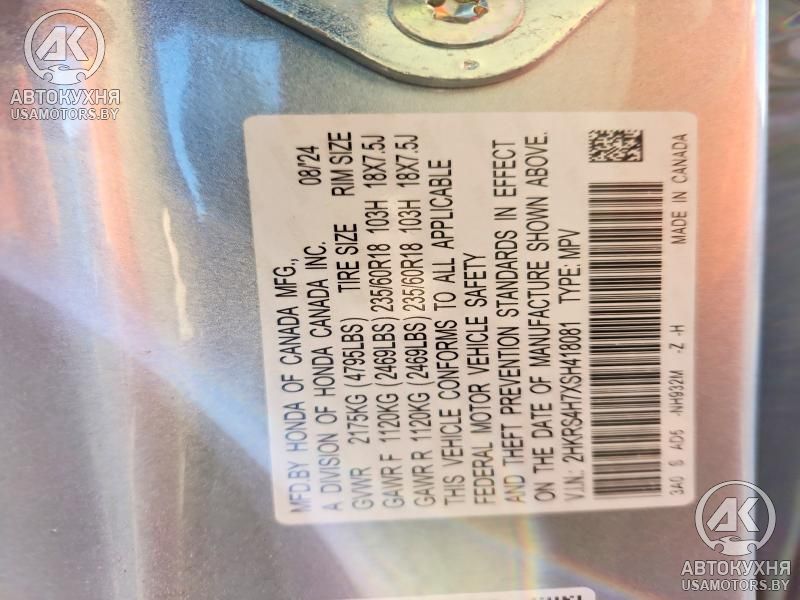 AK
АВТОКУХНЯ
USAMOTORS.BY
MFD.BY HONDA OF CANADA MFG., 08/'24
A DIVISION OF HONDA CANADA INC.
TIRE SIZE RIM SIZE
GVWR 2175KG (4795LBS)
GAWR F 1120KG (2469LBS) 235/60R18 103H 18X7.5J
GAWR R 1120KG (2469LBS) 235/60R18 103H 18X7.5J
THIS VEHICLE CONFORMS TO ALL APPLICABLE
FEDERAL MOTOR VEHICLE SAFETY
AND THEFT PREVENTION STANDARDS IN EFFECT
ON THE DATE OF MANUFACTURE SHOWN ABOVE.
V.I.N.: 2HKRS4H7XSH418081 TYPE: MPV
3A0 S AD5 -NH932M -Z -H MADE IN CANADA
AK
АВТОКУХНЯ
USAMOTORS.BY